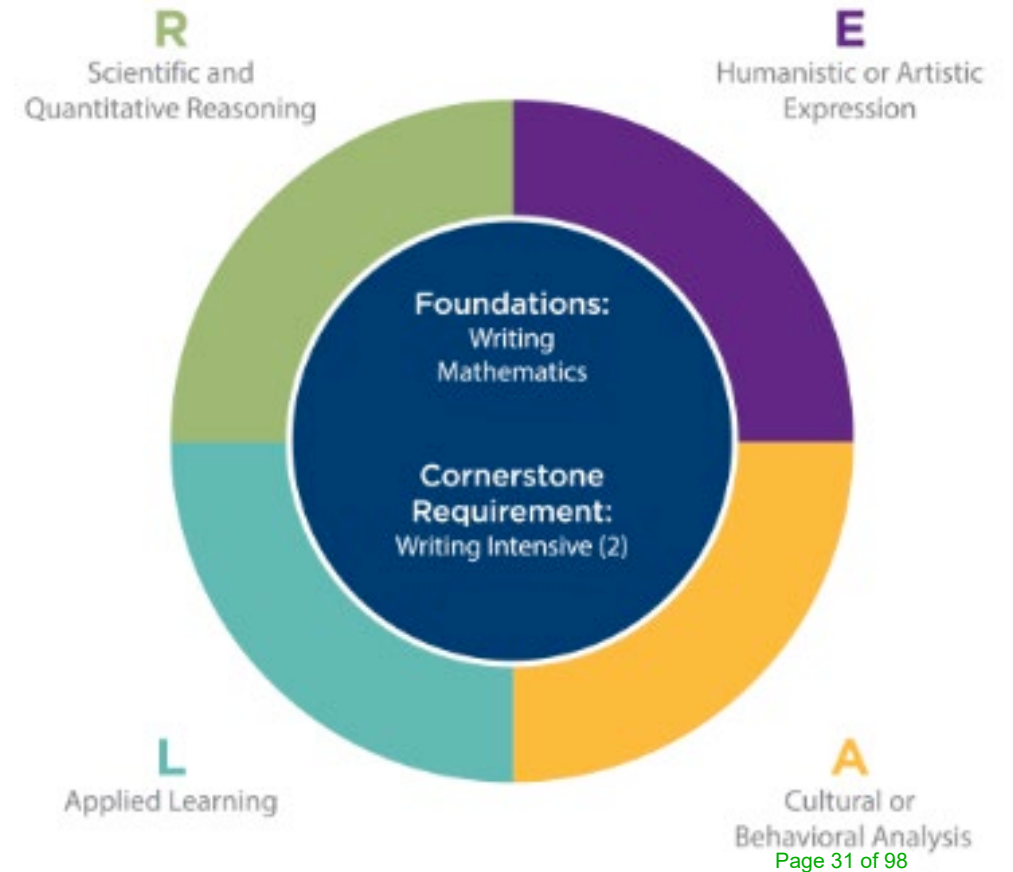 R
Scientific and
Quantitative Reasoning
E
Humanistic or Artistic
Expression
Foundations:
Writing
Mathematics
Cornerstone
Requirement:
Writing Intensive (2)
L
Applied Learning
A
Cultural or
Behavioral Analysis
Page 31 of 98